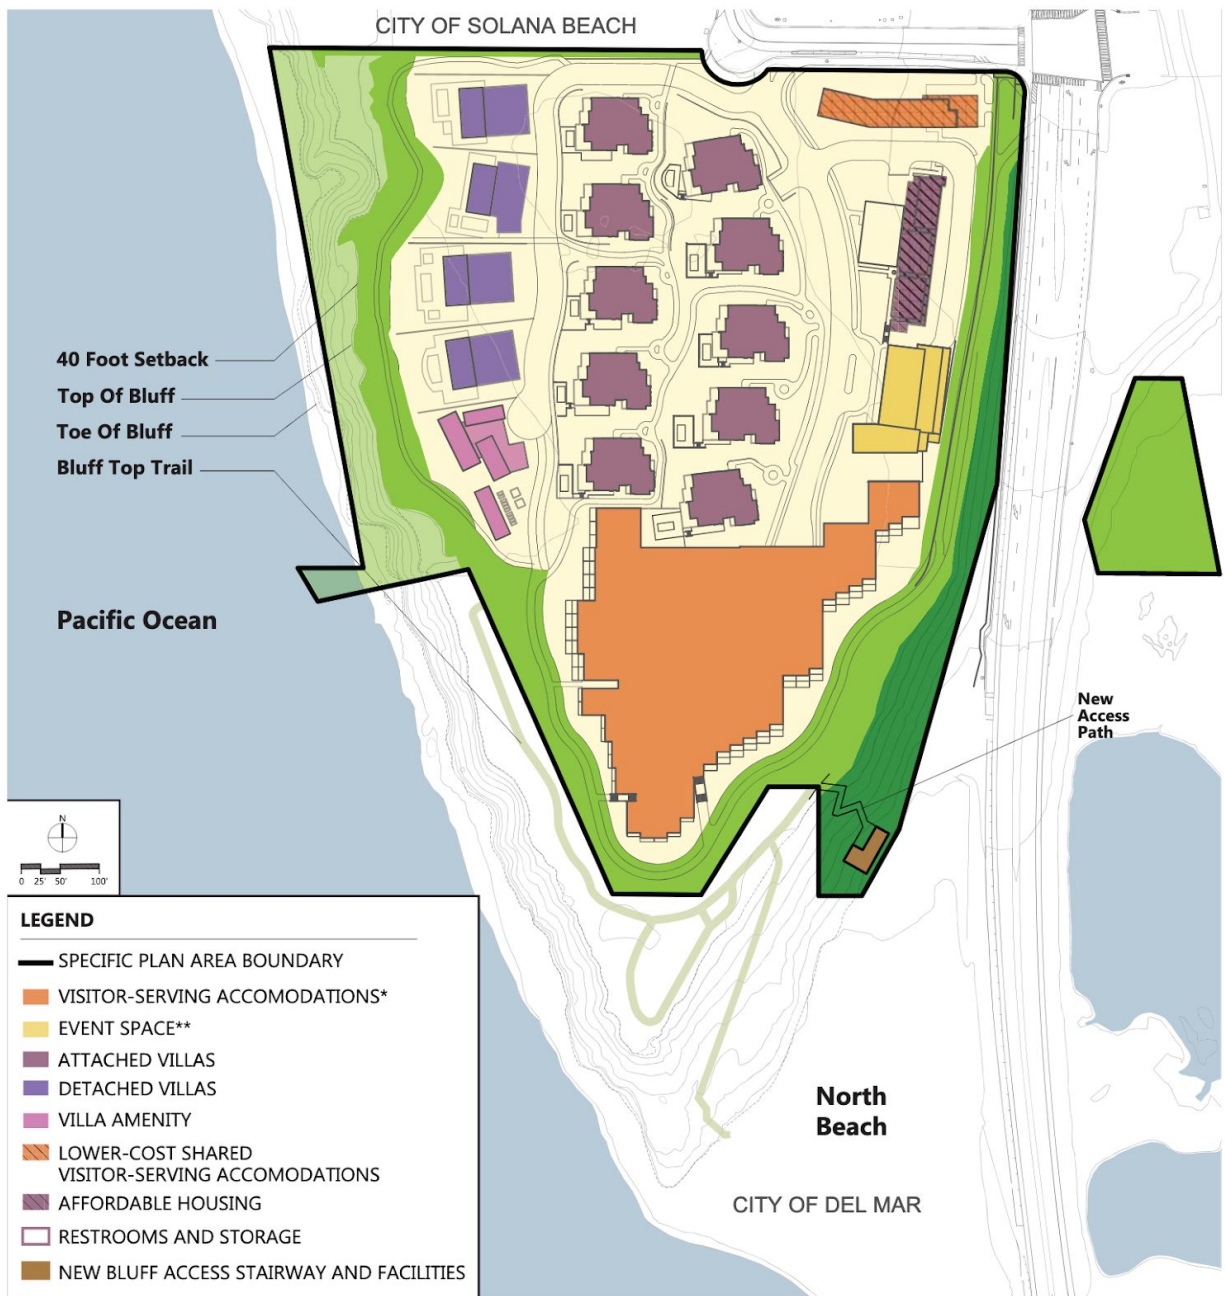 CITY OF SOLANA BEACH
40 Foot Setback
Top Of Bluff
Toe Of Bluff
Bluff Top Trail
Pacific Ocean
New
Access
Path
N
0 25' 50' 100'
LEGEND
SPECIFIC PLAN AREA BOUNDARY
VISITOR-SERVING ACCOMODATIONS*
EVENT SPACE**
ATTACHED VILLAS
DETACHED VILLAS
VILLA AMENITY
LOWER-COST SHARED
VISITOR-SERVING ACCOMODATIONS
AFFORDABLE HOUSING
RESTROOMS AND STORAGE
NEW BLUFF ACCESS STAIRWAY AND FACILITIES
North
Beach
CITY OF DEL MAR